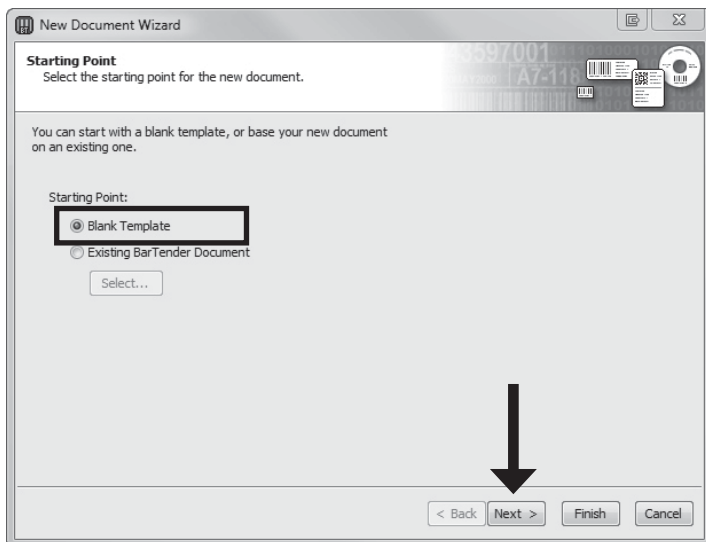 New Document Wizard
Starting Point
Select the starting point for the new document.
3597001
A7-118
You can start with a blank template, or base your new document
on an existing one.
Starting Point:
Blank Template
Existing BarTender Document
Select...
< Back Next > Finish Cancel